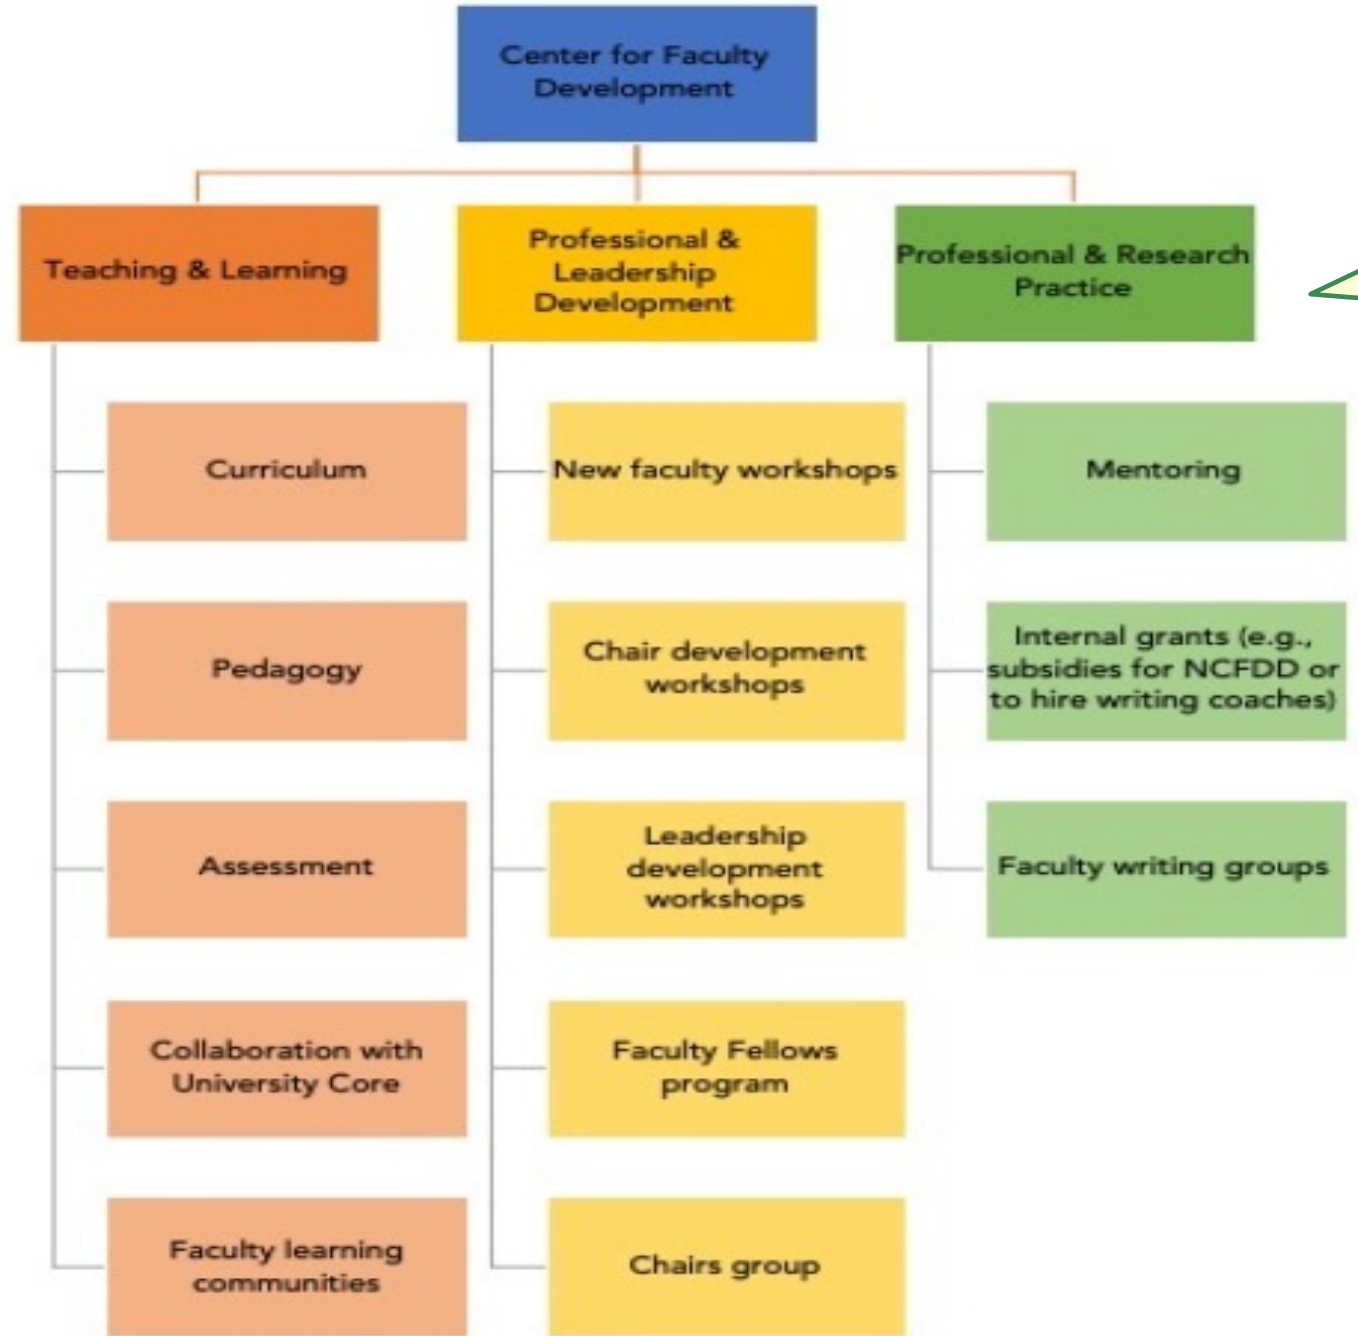 Center for Faculty
Development
Teaching & Learning
Professional &
Leadership
Development
Professional & Research
Practice
Curriculum
Pedagogy
Assessment
Collaboration with
University Core
Faculty learning
communities
New faculty workshops
Chair development
workshops
Leadership
development
workshops
Faculty Fellows
program
Chairs group
Mentoring
Internal grants (e.g.,
subsidies for NCFDD or
to hire writing coaches)
Faculty writing groups